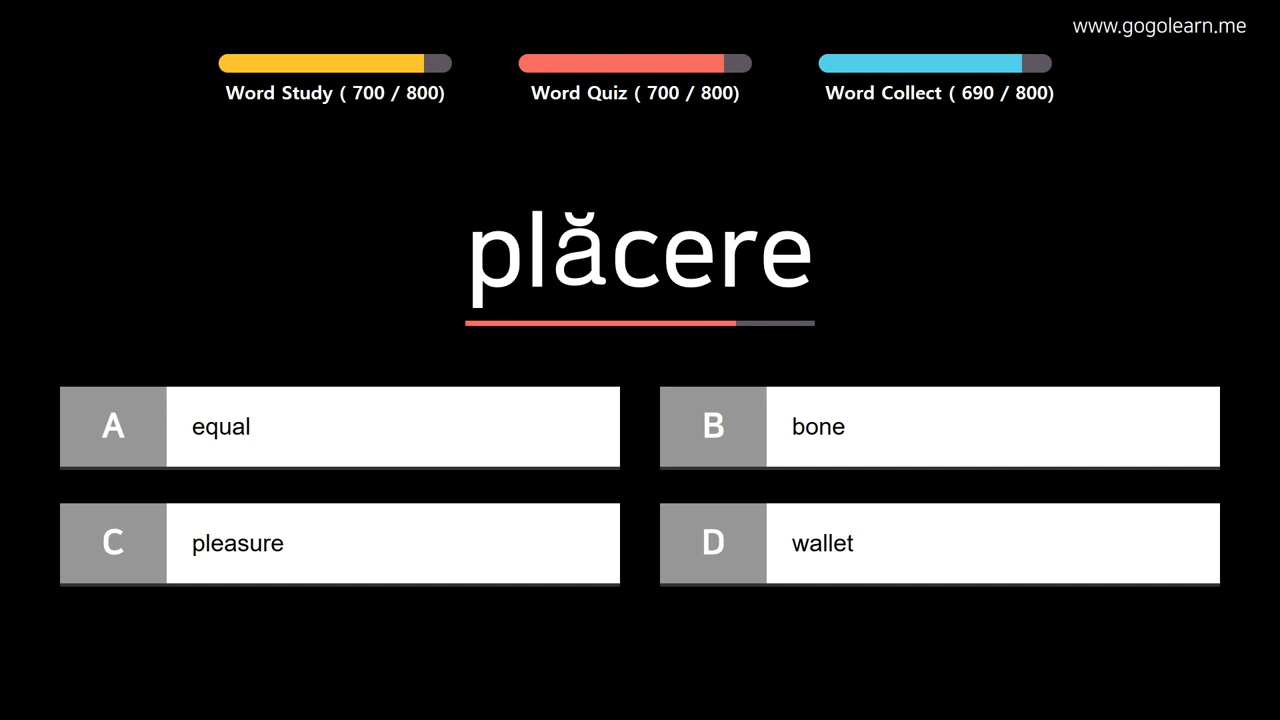 www.gogolearn.me
Word Study ( 700 / 800)
Word Quiz ( 700 / 800)
Word Collect ( 690 / 800)
plăcere
A equal
B bone
C pleasure
D wallet